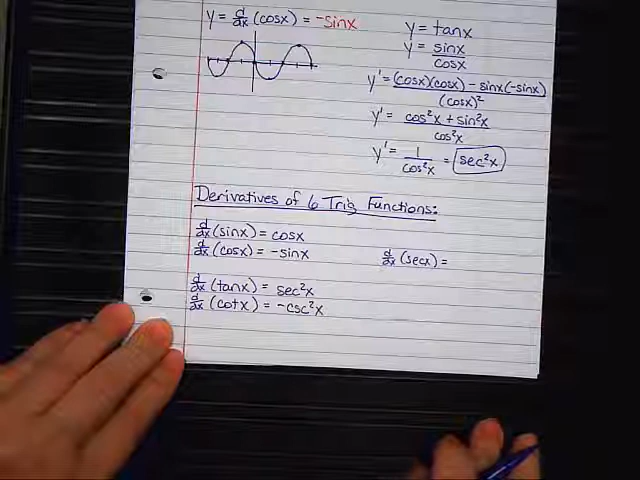 y = d/dx (cosx) = -sinx
y = tanx
y = sinx/cosx
y' = (cosx)(cosx) - sinx(-sinx)/(cosx)²
y' = cos²x + sin²x/cos²x
y' = 1/cos²x = sec²x
Derivatives of 6 Trig Functions:
d/dx (sinx) = cosx
d/dx (cosx) = -sinx
d/dx (secx) =
d/dx (tanx) = sec²x
d/dx (cotx) = -csc²x